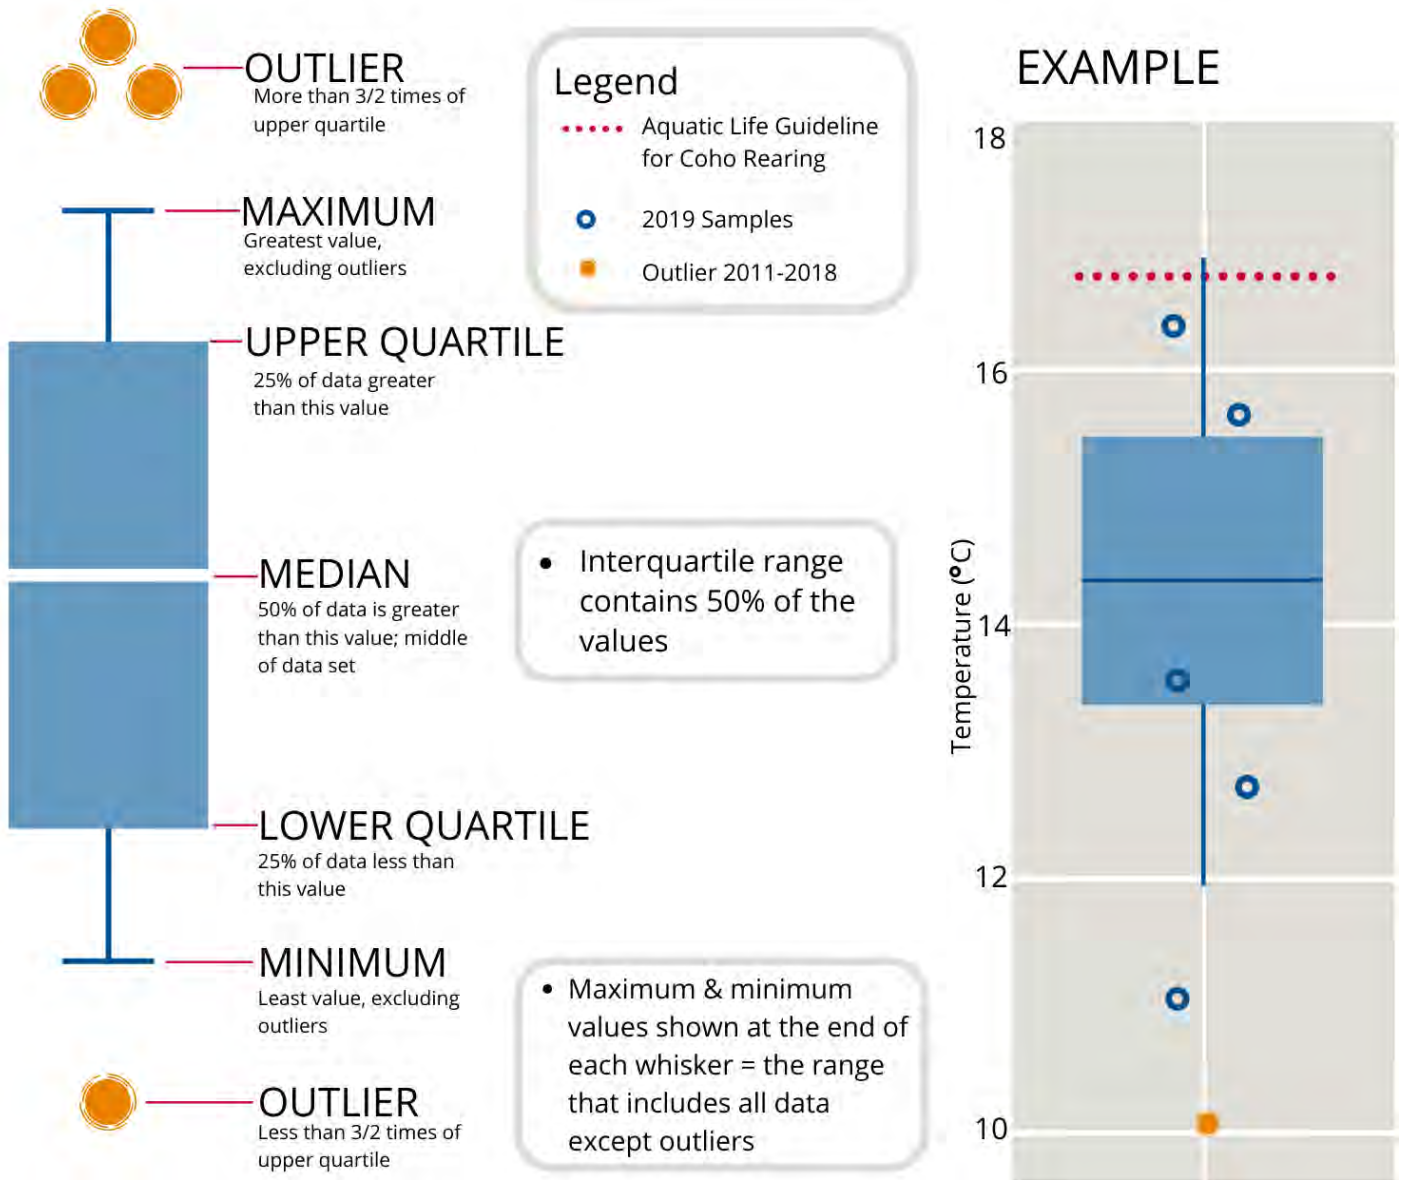 OUTLIER
More than 3/2 times of
upper quartile
MAXIMUM
Greatest value,
excluding outliers
UPPER QUARTILE
25% of data greater
than this value
MEDIAN
50% of data is greater
than this value; middle
of data set
LOWER QUARTILE
25% of data less than
this value
MINIMUM
Least value, excluding
outliers
OUTLIER
Less than 3/2 times of
upper quartile
Legend
Aquatic Life Guideline
for Coho Rearing
2019 Samples
Outlier 2011-2018
• Interquartile range
contains 50% of the
values
• Maximum & minimum
values shown at the end of
each whisker = the range
that includes all data
except outliers
EXAMPLE
Temperature (°C)
18
16
14
12
10